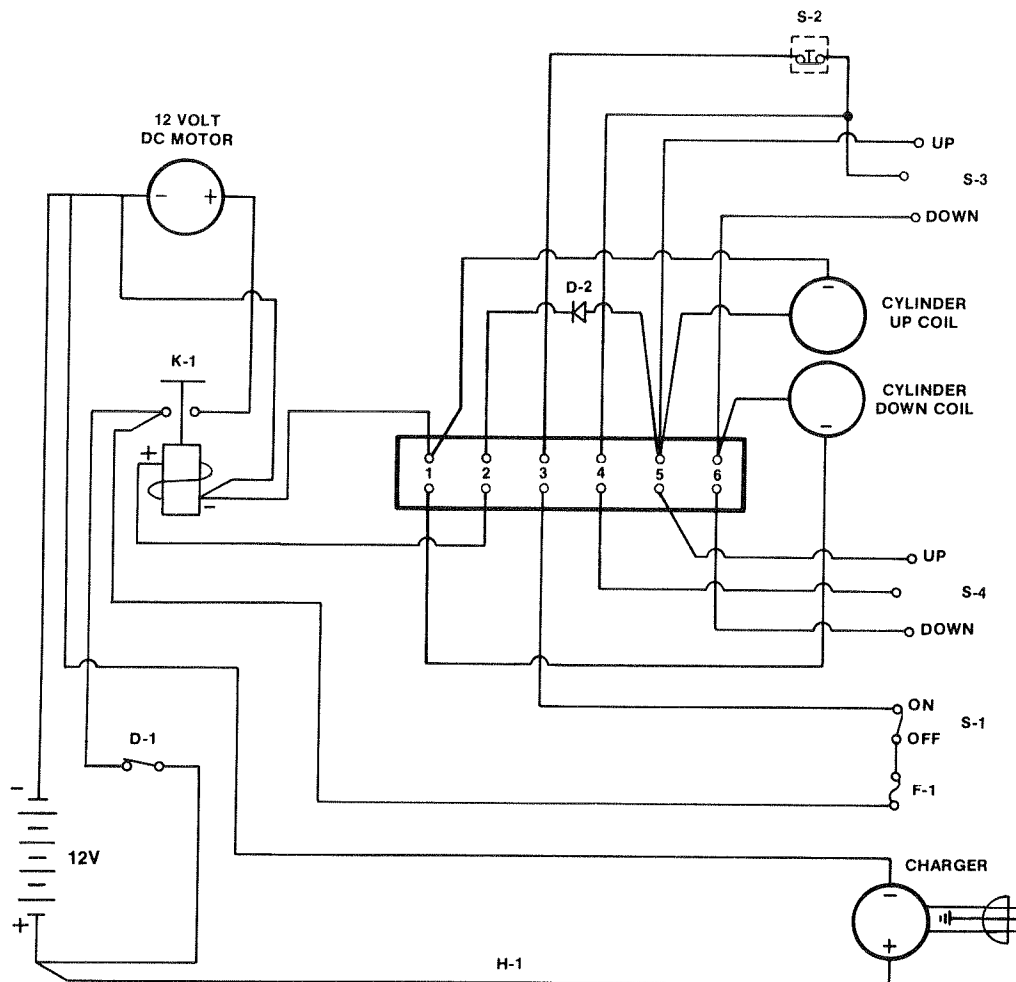 S-2
12 VOLT
DC MOTOR
-
+
UP
S-3
DOWN
D-2
-
CYLINDER
UP COIL
K-1
CYLINDER
DOWN COIL
-
+
-
1 2 3 4 5 6
UP
S-4
DOWN
ON
S-1
OFF
D-1
F-1
-
12V
+
CHARGER
-
+
H-1